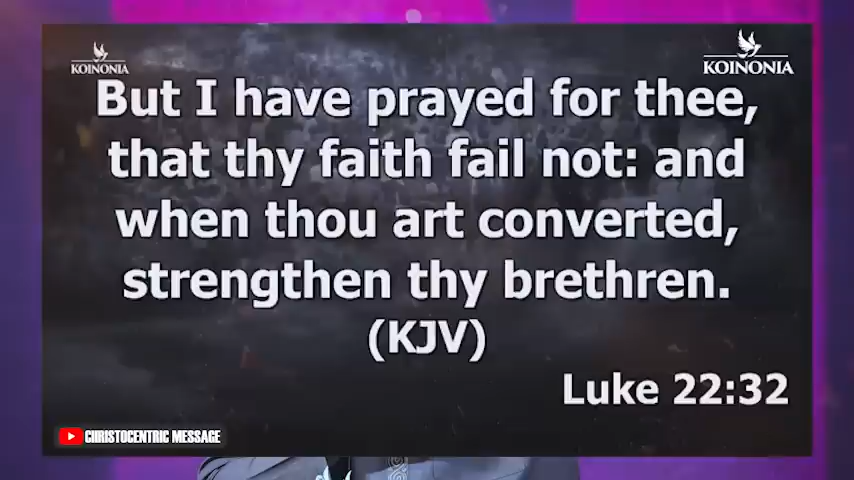 KOINONIA
KOINONIA
But I have prayed for thee,
that thy faith fail not: and
when thou art converted,
strengthen thy brethren.
(KJV)
Luke 22:32
CHRISTOCENTRIC MESSAGE